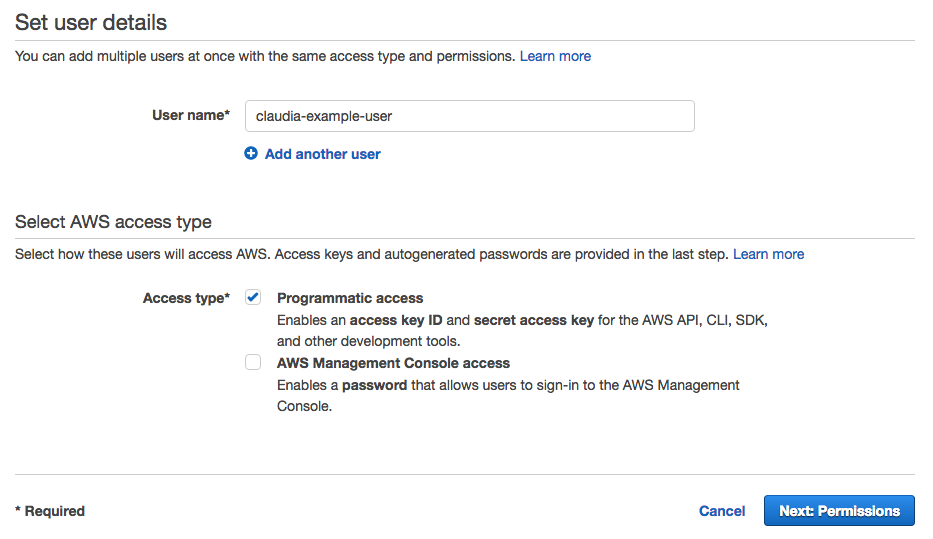 Set user details
You can add multiple users at once with the same access type and permissions. Learn more
User name* claudia-example-user
Add another user
Select AWS access type
Select how these users will access AWS. Access keys and autogenerated passwords are provided in the last step. Learn more
Access type* Programmatic access
Enables an access key ID and secret access key for the AWS API, CLI, SDK,
and other development tools.
AWS Management Console access
Enables a password that allows users to sign-in to the AWS Management
Console.
* Required Cancel Next: Permissions